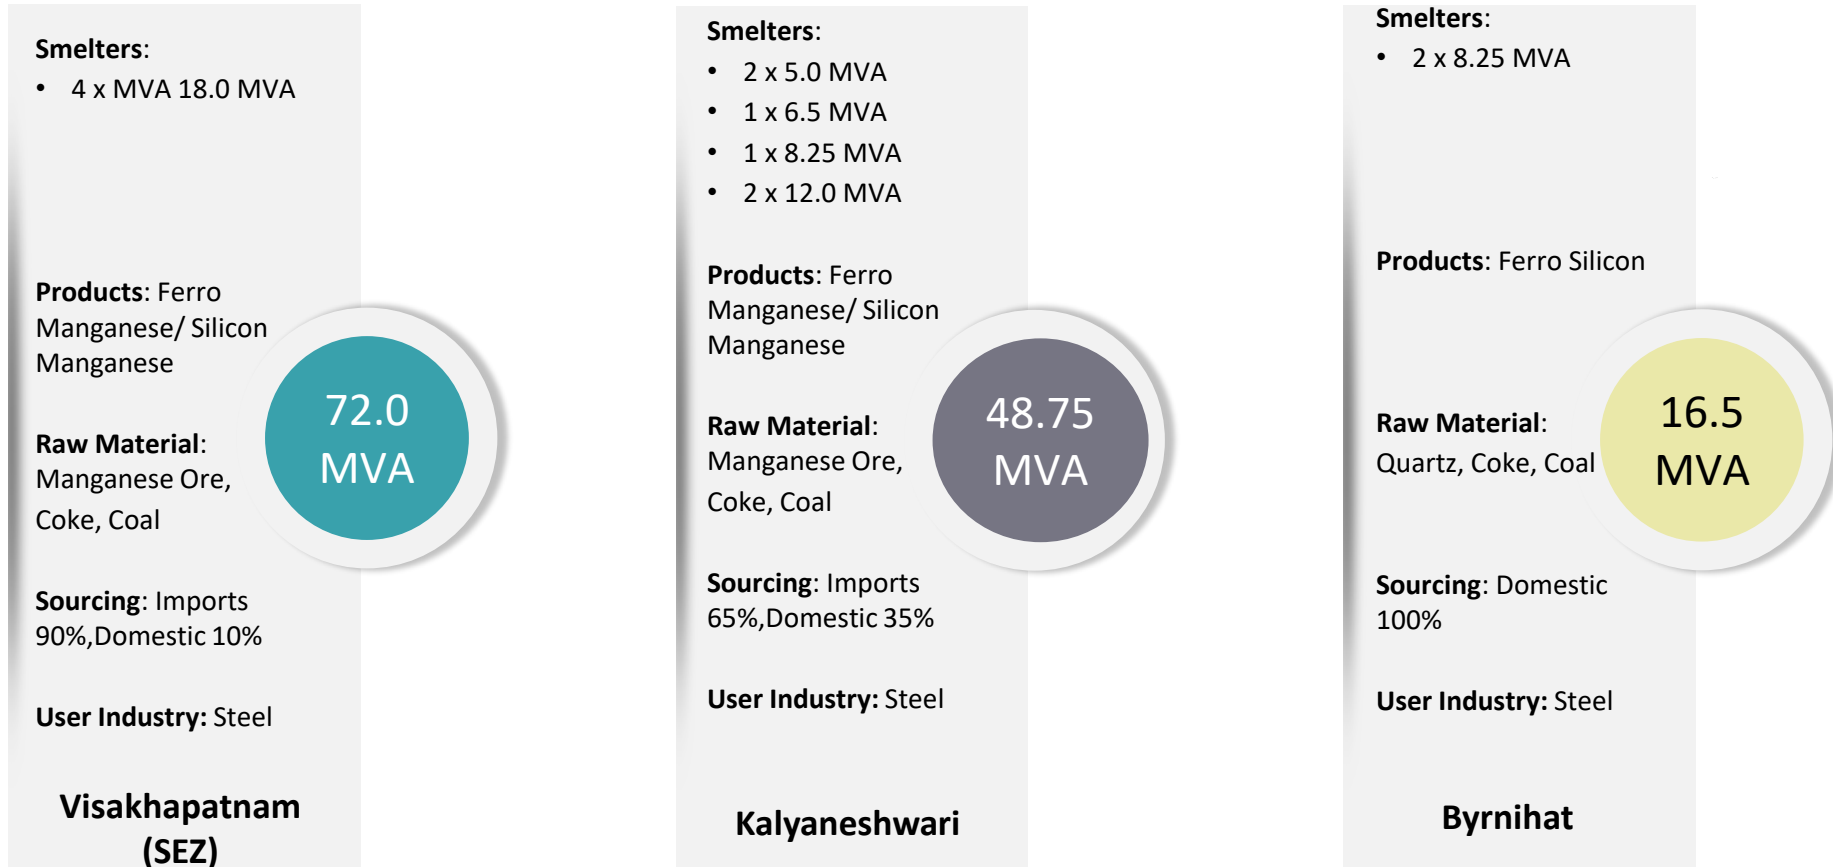 Smelters:
• 4 x MVA 18.0 MVA
Products: Ferro
Manganese/ Silicon
Manganese
Raw Material:
Manganese Ore,
Coke, Coal
Sourcing: Imports
90%,Domestic 10%
User Industry: Steel
72.0
MVA
Visakhapatnam
(SEZ)
Smelters:
• 2 x 5.0 MVA
• 1 x 6.5 MVA
• 1 x 8.25 MVA
• 2 x 12.0 MVA
Products: Ferro
Manganese/ Silicon
Manganese
Raw Material:
Manganese Ore,
Coke, Coal
Sourcing: Imports
65%,Domestic 35%
User Industry: Steel
48.75
MVA
Kalyaneshwari
Smelters:
• 2 x 8.25 MVA
Products: Ferro Silicon
Raw Material:
Quartz, Coke, Coal
Sourcing: Domestic
100%
User Industry: Steel
16.5
MVA
Byrnihat